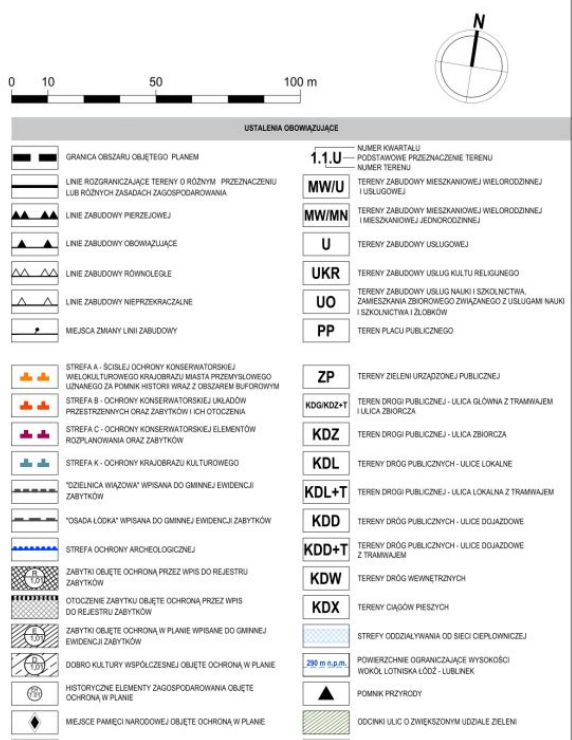 N
0 10 50 100 m
USTALENIA OBOWIĄZUJĄCE
GRANICA OBSZARU OBJĘTEGO PLANEM
LINIE ROZGRANICZAJĄCE TERENY O RÓŻNYM PRZEZNACZENIU
LUB RÓŻNYCH ZASADACH ZAGOSPODAROWANIA
LINIE ZABUDOWY PIERZEJOWEJ
LINIE ZABUDOWY OBOWIĄZUJĄCE
LINIE ZABUDOWY RÓWNOLEGŁE
LINIE ZABUDOWY NIEPRZEKRACZALNE
MIEJSCA ZMIANY LINII ZABUDOWY
STREFA A - ŚCISŁEJ OCHRONY KONSERWATORSKIEJ
WIELOKULTUROWEGO KRAJOBRAZU MIASTA PRZEMYSŁOWEGO
UZNANEGO ZA POMNIK HISTORII WRAZ Z OBSZAREM BUFOROWYM
STREFA B - OCHRONY KONSERWATORSKIEJ UKŁADÓW
PRZESTRZENNYCH ORAZ ZABYTKÓW I ICH OTOCZENIA
STREFA C - OCHRONY KONSERWATORSKIEJ ELEMENTÓW
ROZPLANOWANIA ORAZ ZABYTKÓW
STREFA K - OCHRONY KRAJOBRAZU KULTUROWEGO
"DZIELNICA WIĄZOWA" WPISANA DO GMINNEJ EWIDENCJI
ZABYTKÓW
"OSADA ŁÓDKA" WPISANA DO GMINNEJ EWIDENCJI ZABYTKÓW
STREFA OCHRONY ARCHEOLOGICZNEJ
R
1,01
ZABYTKI OBJĘTE OCHRONĄ PRZEZ WPIS DO REJESTRU
ZABYTKÓW
OTOCZENIE ZABYTKU OBJĘTE OCHRONĄ PRZEZ WPIS
DO REJESTRU ZABYTKÓW
E
1,01
ZABYTKI OBJĘTE OCHRONĄ W PLANIE WPISANE DO GMINNEJ
EWIDENCJI ZABYTKÓW
D
1,01
DOBRO KULTURY WSPÓŁCZESNEJ OBJĘTE OCHRONĄ W PLANIE
HISTORYCZNE ELEMENTY ZAGOSPODAROWANIA OBJĘTE
OCHRONĄ W PLANIE
MIEJSCE PAMIĘCI NARODOWEJ OBJĘTE OCHRONĄ W PLANIE
1.1.U
NUMER KWARTAŁU
PODSTAWOWE PRZEZNACZENIE TERENU
NUMER TERENU
MW/U TERENY ZABUDOWY MIESZKANIOWEJ WIELORODZINNEJ
I USŁUGOWEJ
MW/MN TERENY ZABUDOWY MIESZKANIOWEJ WIELORODZINNEJ
I MIESZKANIOWEJ JEDNORODZINNEJ
U TERENY ZABUDOWY USŁUGOWEJ
UKR TERENY ZABUDOWY USŁUG KULTU RELIGIJNEGO
UO TERENY ZABUDOWY USŁUG NAUKI I SZKOLNICTWA,
ZAMIESZKANIA ZBIOROWEGO ZWIĄZANEGO Z USŁUGAMI NAUKI
I SZKOLNICTWA I ŻŁOBKÓW
PP TEREN PLACU PUBLICZNEGO
ZP TERENY ZIELENI URZĄDZONEJ PUBLICZNEJ
KDG/KDZ+T TEREN DROGI PUBLICZNEJ - ULICA GŁÓWNA Z TRAMWAJEM
I ULICA ZBIORCZA
KDZ TEREN DROGI PUBLICZNEJ - ULICA ZBIORCZA
KDL TERENY DRÓG PUBLICZNYCH - ULICE LOKALNE
KDL+T TEREN DROGI PUBLICZNEJ - ULICA LOKALNA Z TRAMWAJEM
KDD TERENY DRÓG PUBLICZNYCH - ULICE DOJAZDOWE
KDD+T TERENY DRÓG PUBLICZNYCH - ULICE DOJAZDOWE
Z TRAMWAJEM
KDW TERENY DRÓG WEWNĘTRZNYCH
KDX TERENY CIĄGÓW PIESZYCH
STREFY ODDZIAŁYWANIA OD SIECI CIEPŁOWNICZEJ
290 m n.p.m. POWIERZCHNIE OGRANICZAJĄCE WYSOKOŚCI
WOKÓŁ LOTNISKA ŁÓDŹ - LUBLINEK
POMNIK PRZYRODY
ODCINKI ULIC O ZWIĘKSZONYM UDZIALE ZIELENI